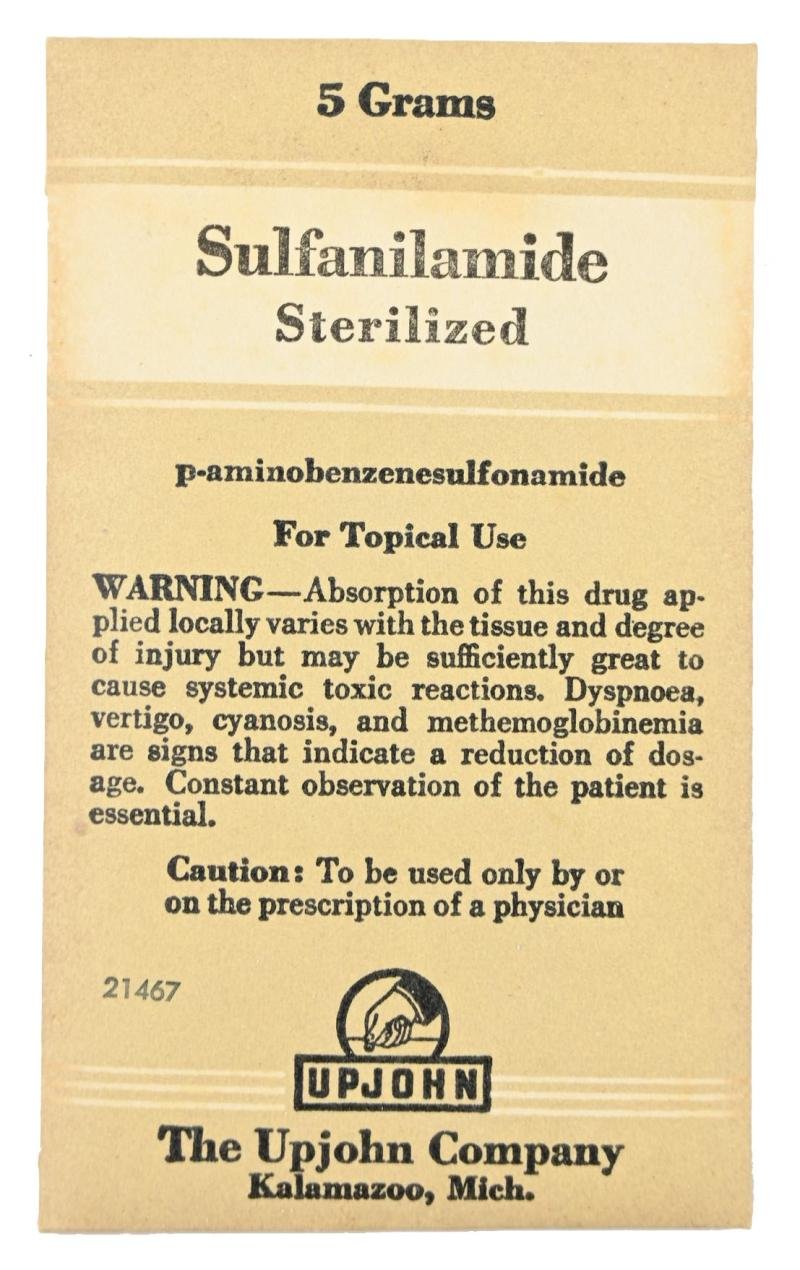 5 Grams
Sulfanilamide
Sterilized
p-aminobenzenesulfonamide
For Topical Use
WARNING—Absorption of this drug ap-
plied locally varies with the tissue and degree
of injury but may be sufficiently great to
cause systemic toxic reactions. Dyspnoea,
vertigo, cyanosis, and methemoglobinemia
are signs that indicate a reduction of dos-
age. Constant observation of the patient is
essential.
Caution: To be used only by or
on the prescription of a physician
21467
UPJOHN
The Upjohn Company
Kalamazoo, Mich.